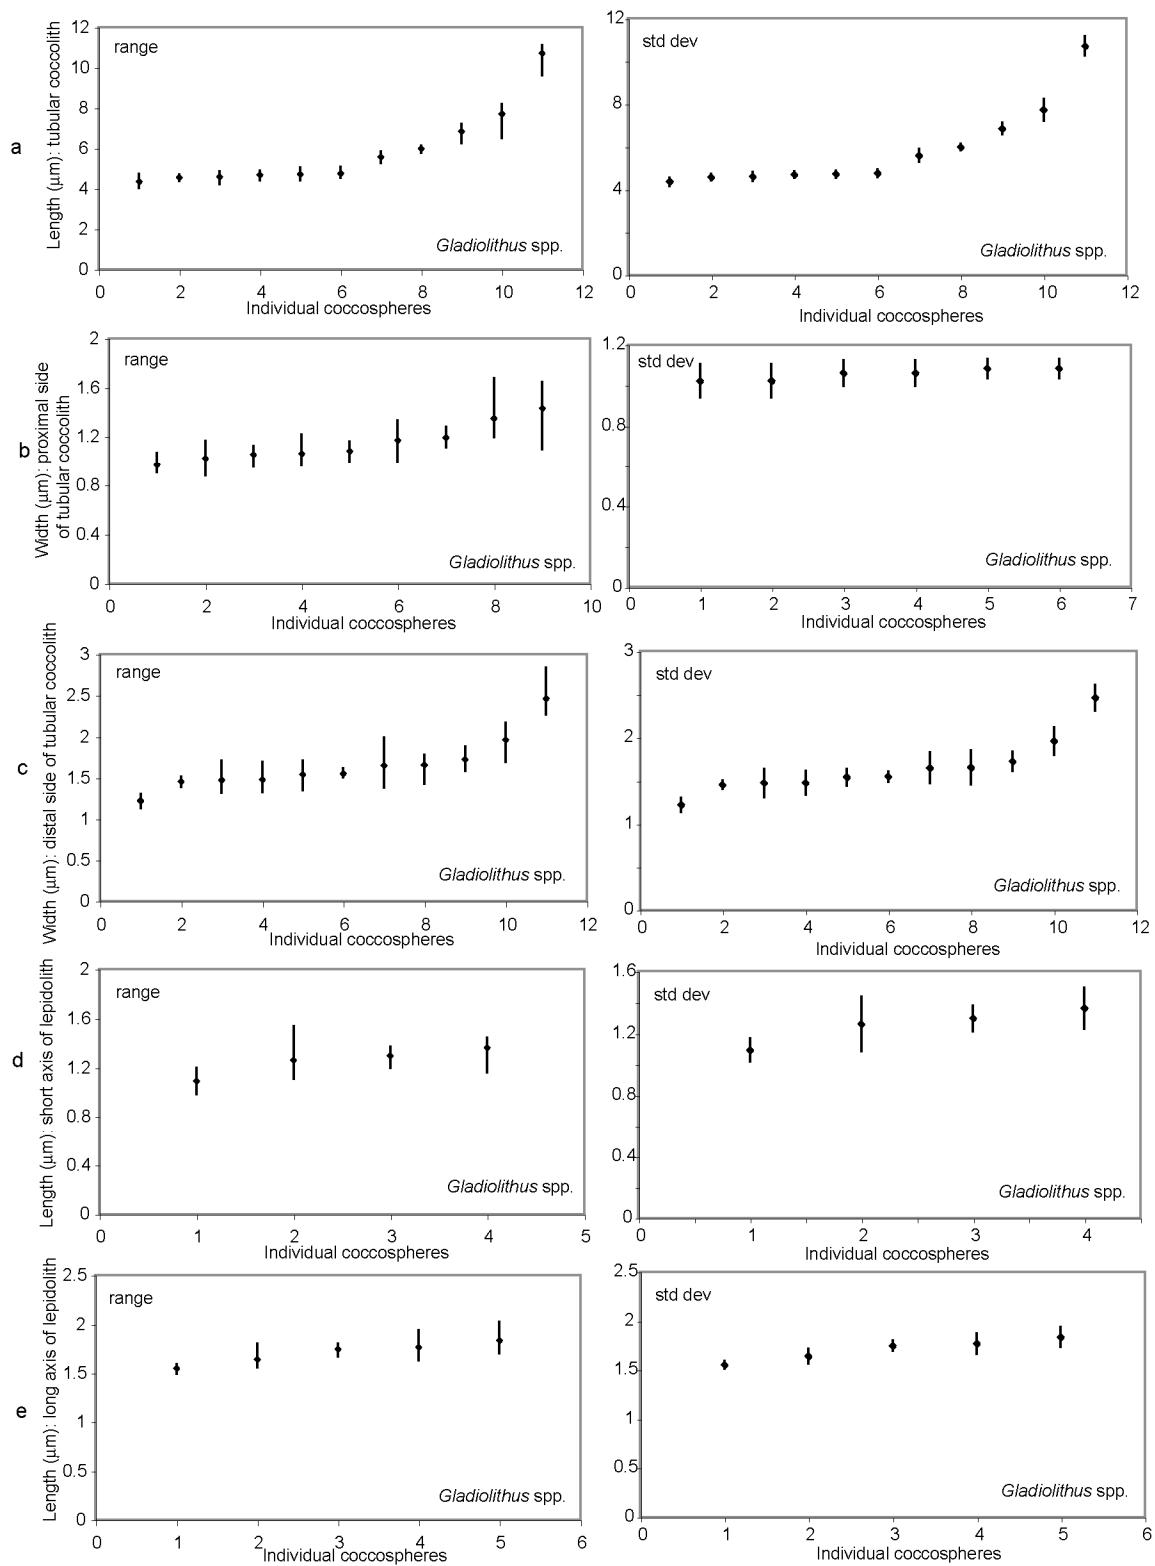 a
Length (μm): tubular coccolith
12
10
8
6
4
2
0
range
Gladiolithus spp.
0 2 4 6 8 10 12
Individual coccospheres
12
8
4
0
std dev
Gladiolithus spp.
0 2 4 6 8 10 12
Individual coccospheres
b
Width (μm): proximal side
of tubular coccolith
2
1.6
1.2
0.8
0.4
0
range
Gladiolithus spp.
0 2 4 6 8 10
Individual coccospheres
1.2
0.8
0.4
0
std dev
Gladiolithus spp.
0 1 2 3 4 5 6 7
Individual coccospheres
c
Width (μm): distal side of tubular coccolith
3
2.5
2
1.5
1
0.5
0
range
Gladiolithus spp.
0 2 4 6 8 10 12
Individual coccospheres
3
2
1
0
std dev
Gladiolithus spp.
0 2 4 6 8 10 12
Individual coccospheres
d
Length (μm): short axis of lepidolith
2
1.6
1.2
0.8
0.4
0
range
Gladiolithus spp.
0 1 2 3 4 5
Individual coccospheres
1.6
1.2
0.8
0.4
0
std dev
Gladiolithus spp.
0 1 2 3 4
Individual coccospheres
e
Length (μm): long axis of lepidolith
2.5
2
1.5
1
0.5
0
range
Gladiolithus spp.
0 1 2 3 4 5 6
Individual coccospheres
2.5
2
1.5
1
0.5
0
std dev
Gladiolithus spp.
0 1 2 3 4 5 6
Individual coccospheres